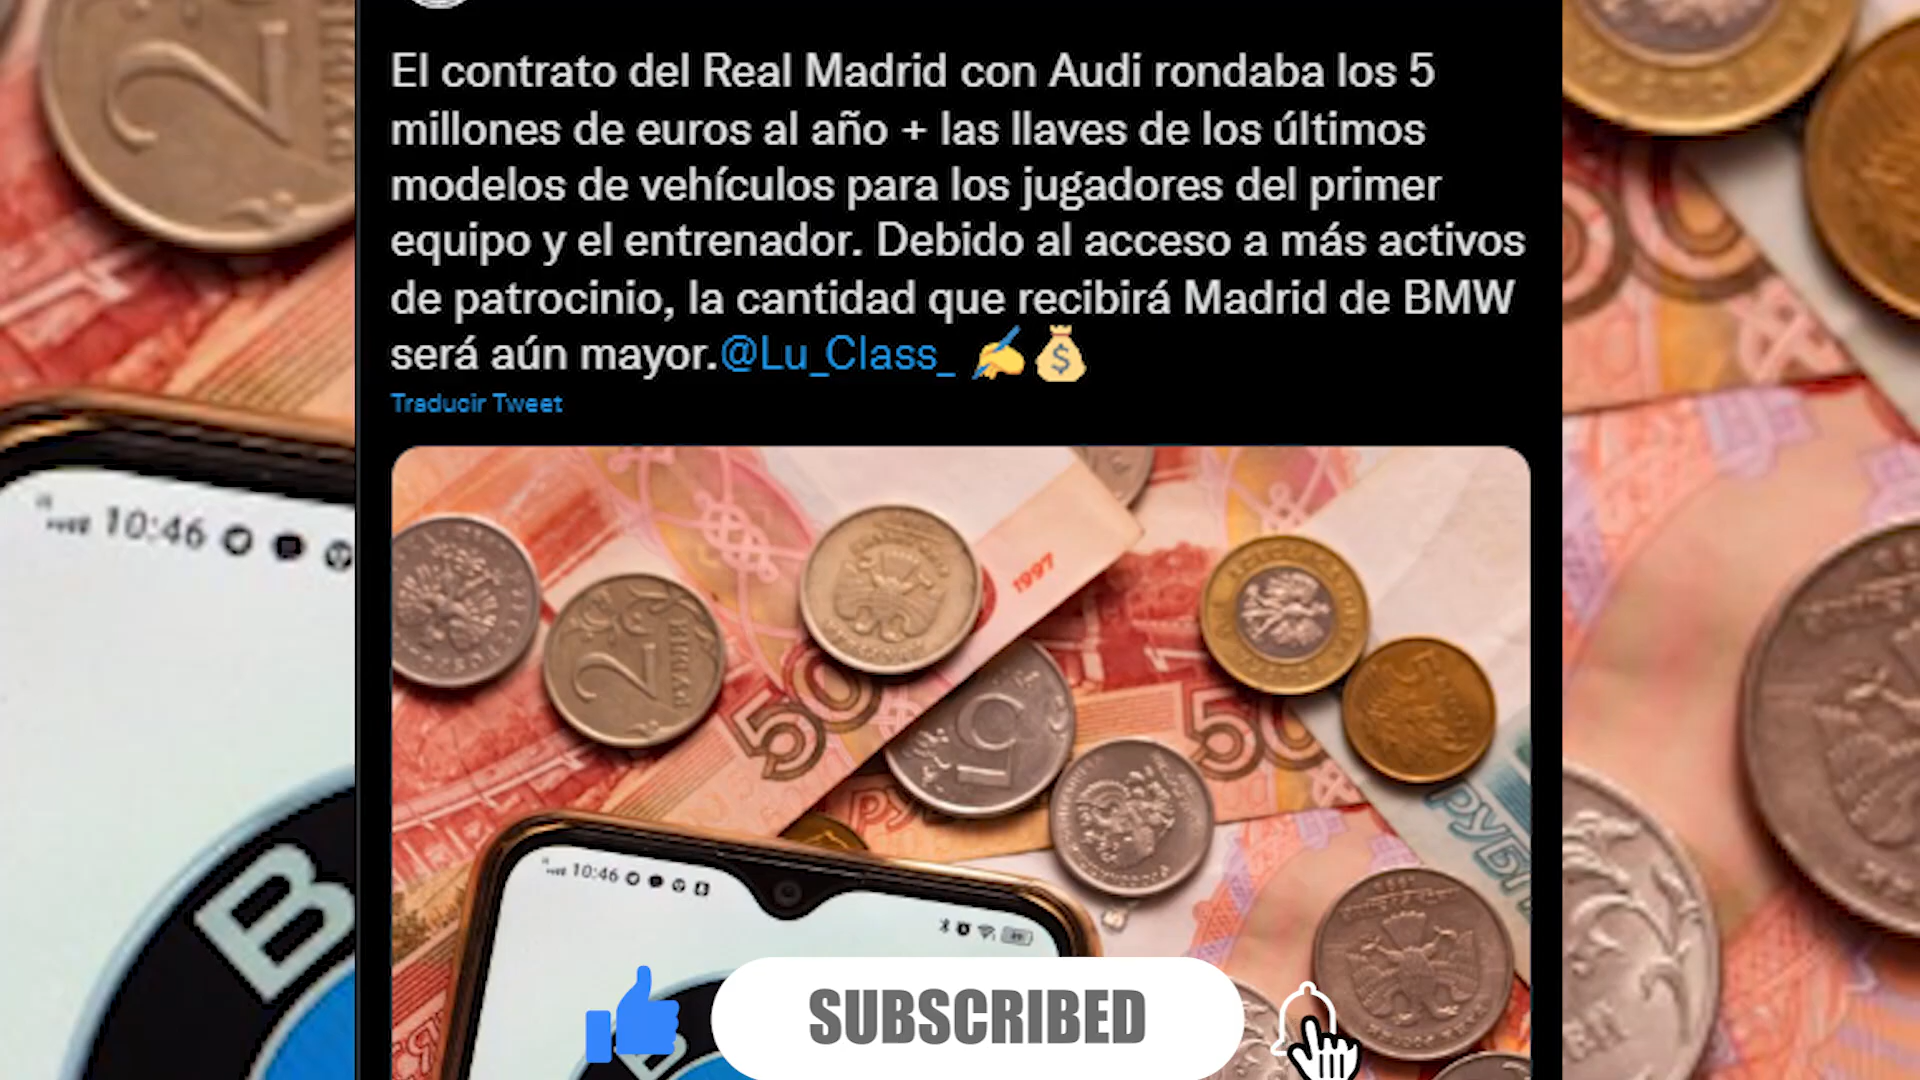 El contrato del Real Madrid con Audi rondaba los 5
millones de euros al año + las llaves de los últimos
modelos de vehículos para los jugadores del primer
equipo y el entrenador. Debido al acceso a más activos
de patrocinio, la cantidad que recibirá Madrid de BMW
será aún mayor.@Lu_Class_ ✍💰
Traducir Tweet
2
10:46
B
1997
2
50
50
10
10:46
B
SUBSCRIBED